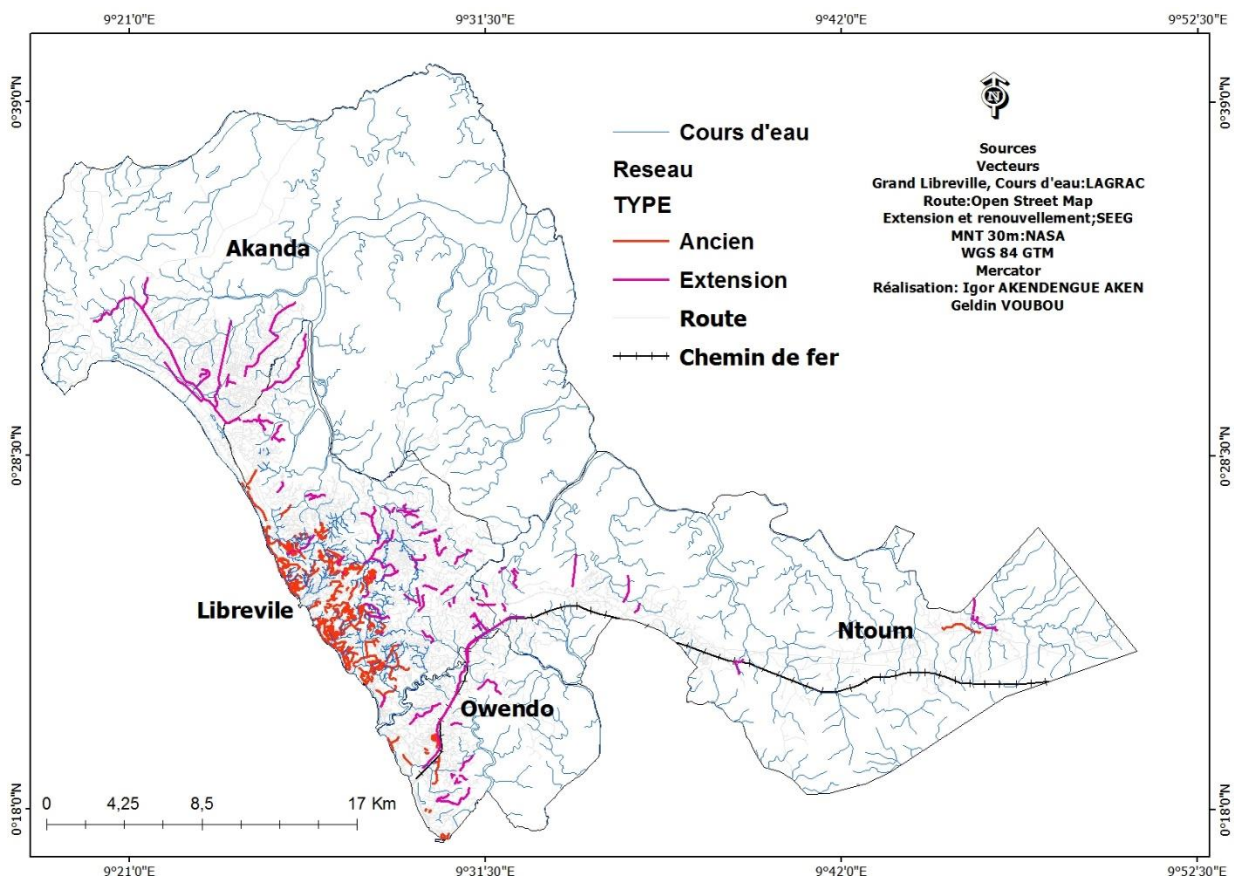 9°21'0"E
9°31'30"E
9°42'0"E
9°52'30"E
0°39'0"N
0°39'0"N
N
Cours d'eau
Reseau
TYPE
Ancien
Extension
Route
Chemin de fer
Sources
Vecteurs
Grand Libreville, Cours d'eau:LAGRAC
Route:Open Street Map
Extension et renouvellement;SEEG
MNT 30m:NASA
WGS 84 GTM
Mercator
Réalisation: Igor AKENDENGUE AKEN
Geldin VOUBOU
Akanda
0°28'30"N
0°28'30"N
Librevile
Ntoum
Owendo
0°18'0"N
0°18'0"N
0 4,25 8,5 17 Km
9°21'0"E
9°31'30"E
9°42'0"E
9°52'30"E